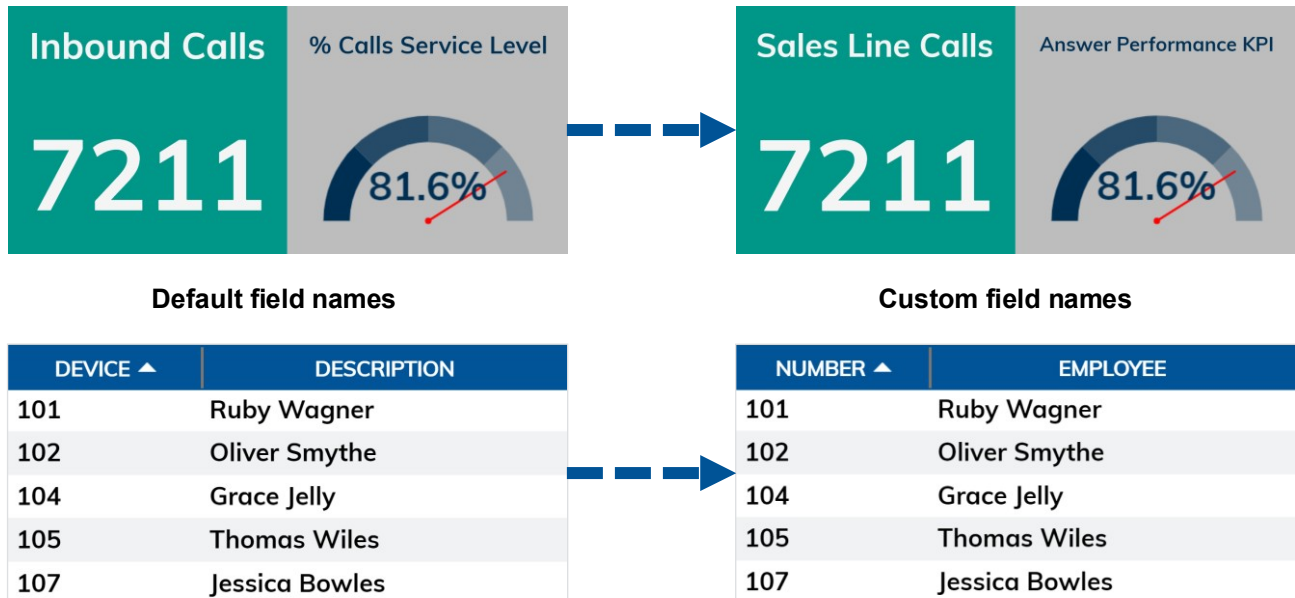 Inbound Calls % Calls Service Level
7211 81.6%
Sales Line Calls Answer Performance KPI
7211 81.6%
Default field names
Custom field names
DEVICE ▲ DESCRIPTION
101 Ruby Wagner
102 Oliver Smythe
104 Grace Jelly
105 Thomas Wiles
107 Jessica Bowles
NUMBER ▲ EMPLOYEE
101 Ruby Wagner
102 Oliver Smythe
104 Grace Jelly
105 Thomas Wiles
107 Jessica Bowles